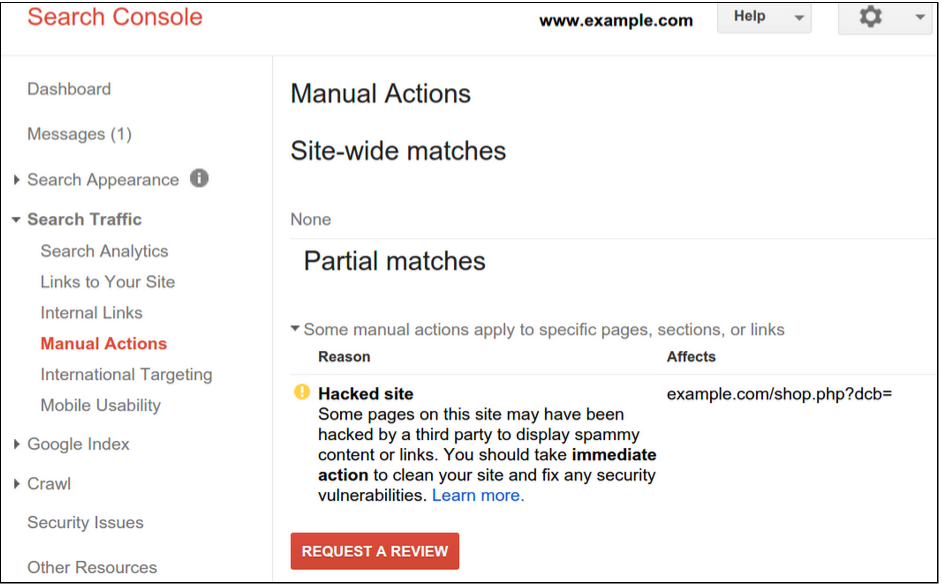 Search Console
www.example.com
Help
Dashboard
Messages (1)
Search Appearance
Search Traffic
Search Analytics
Links to Your Site
Internal Links
Manual Actions
International Targeting
Mobile Usability
Google Index
Crawl
Security Issues
Other Resources
Manual Actions
Site-wide matches
None
Partial matches
Some manual actions apply to specific pages, sections, or links
Reason Affects
Hacked site example.com/shop.php?dcb=
Some pages on this site may have been
hacked by a third party to display spammy
content or links. You should take immediate
action to clean your site and fix any security
vulnerabilities. Learn more.
REQUEST A REVIEW